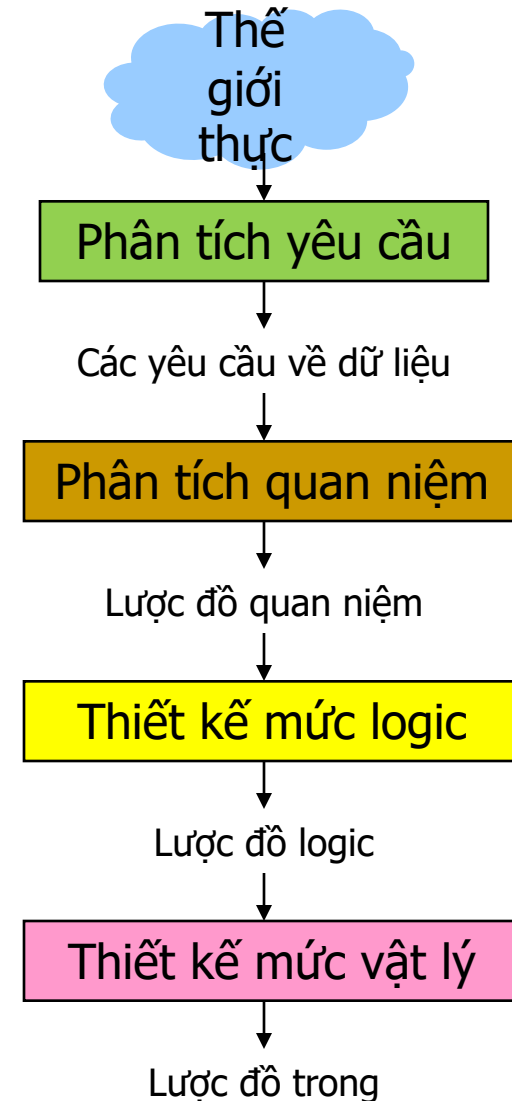 Thế
giới
thực
Phân tích yêu cầu
Các yêu cầu về dữ liệu
Phân tích quan niệm
Lược đồ quan niệm
Thiết kế mức logic
Lược đồ logic
Thiết kế mức vật lý
Lược đồ trong